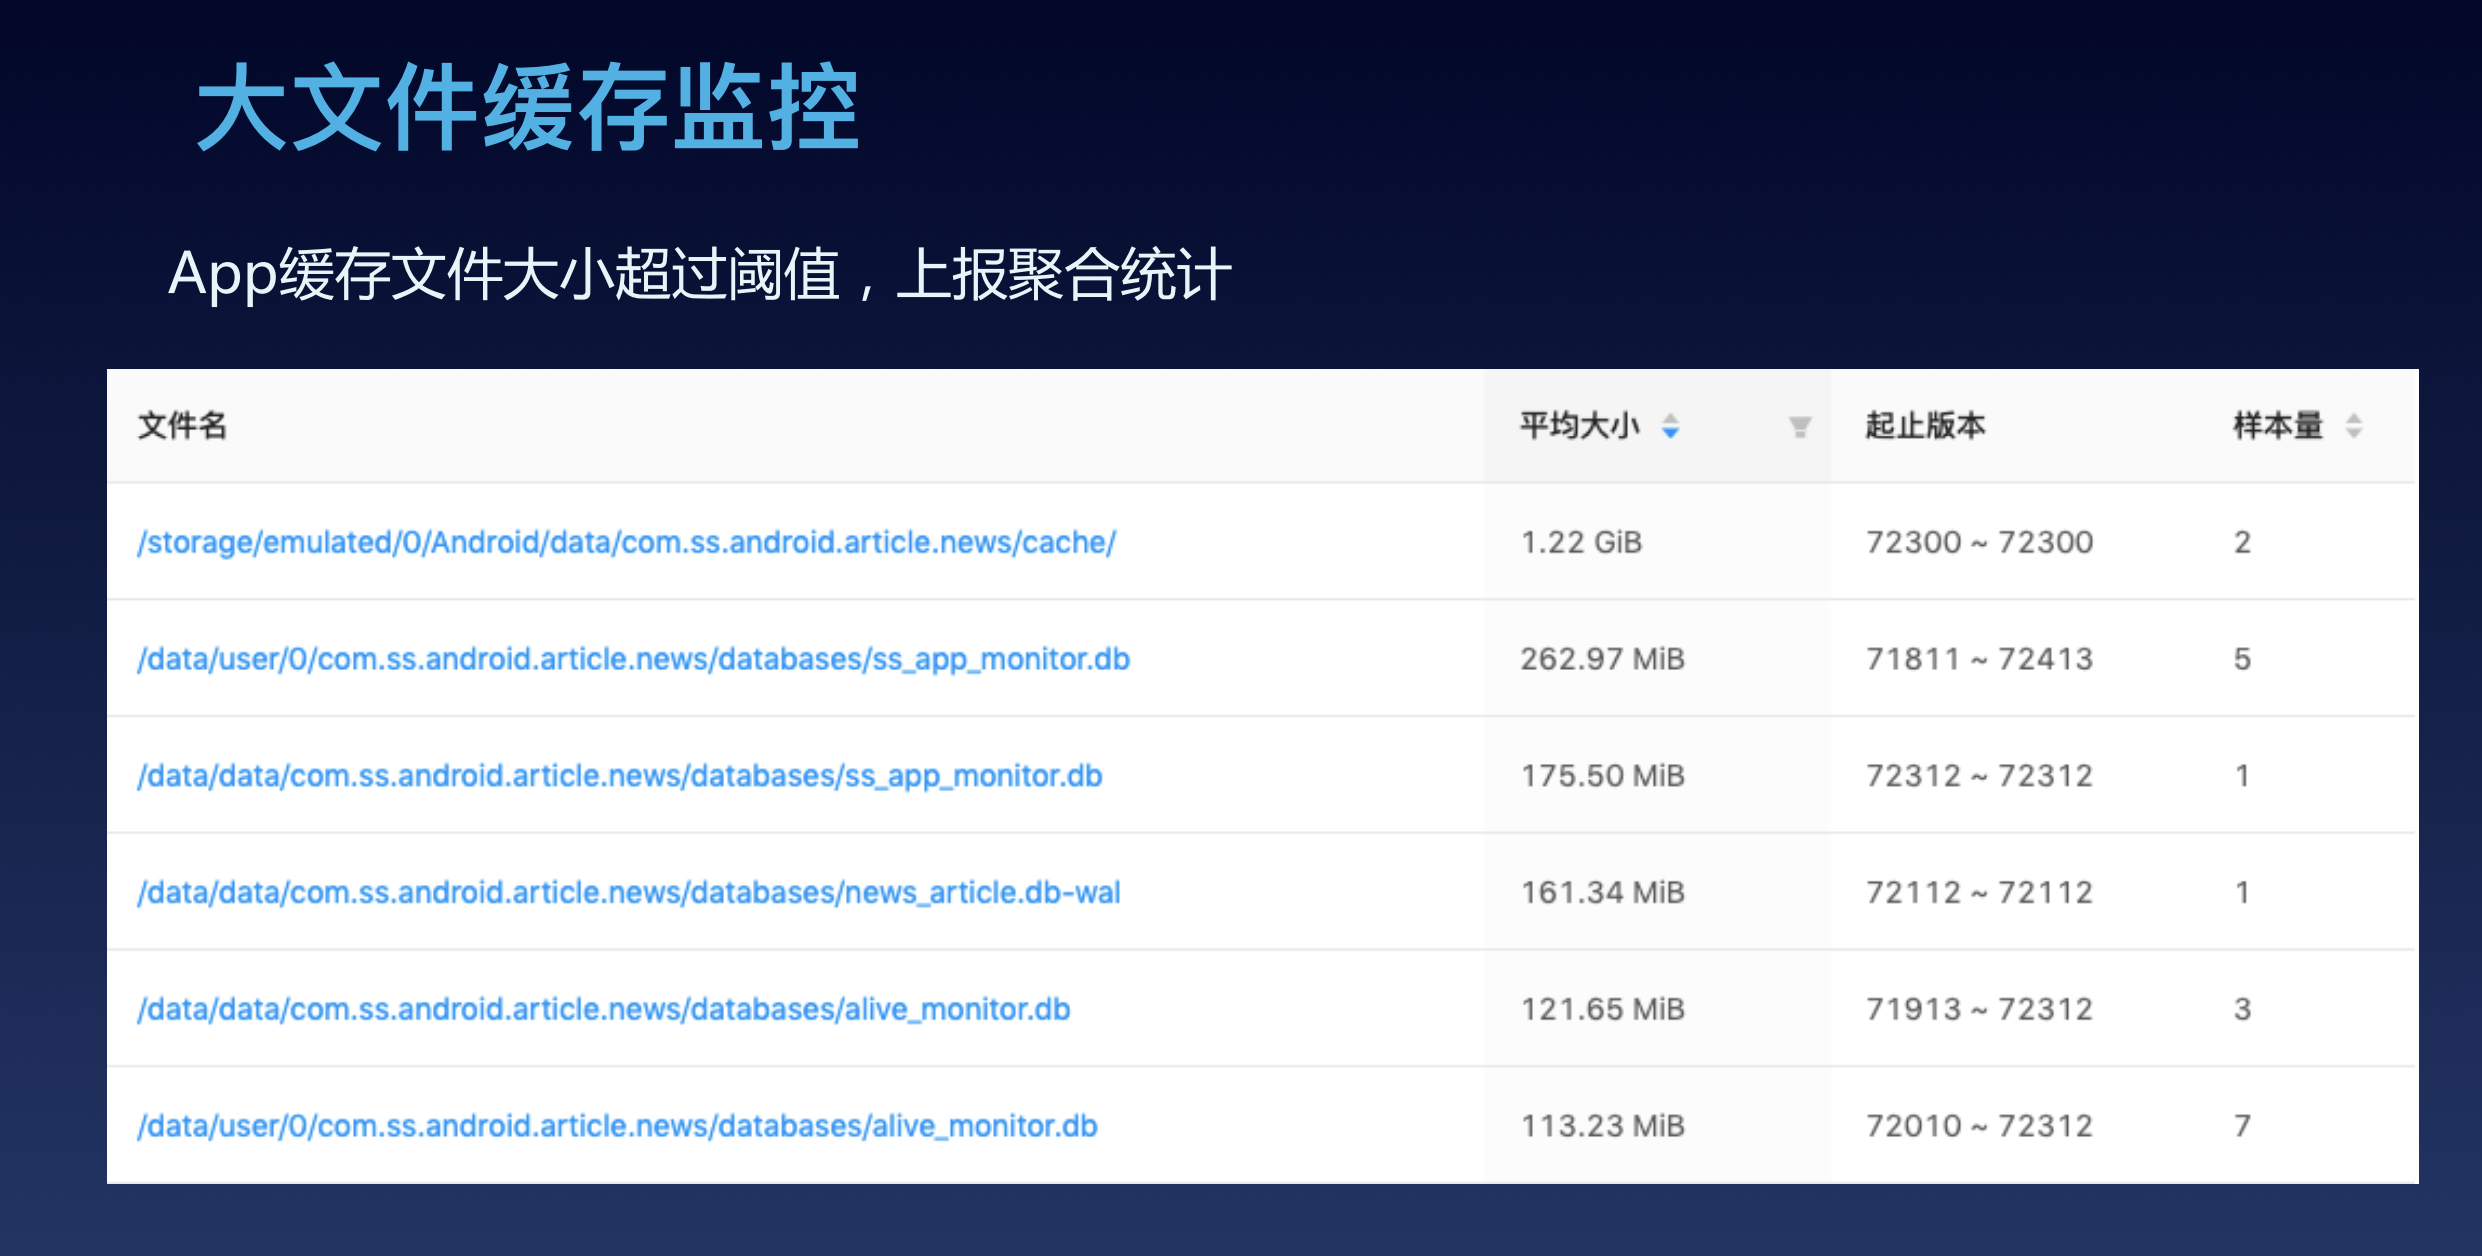 大文件缓存监控
App缓存文件大小超过阈值，上报聚合统计
文件名 平均大小 起止版本 样本量
/storage/emulated/0/Android/data/com.ss.android.article.news/cache/ 1.22 GiB 72300 ~ 72300 2
/data/user/0/com.ss.android.article.news/databases/ss_app_monitor.db 262.97 MiB 71811 ~ 72413 5
/data/data/com.ss.android.article.news/databases/ss_app_monitor.db 175.50 MiB 72312 ~ 72312 1
/data/data/com.ss.android.article.news/databases/news_article.db-wal 161.34 MiB 72112 ~ 72112 1
/data/data/com.ss.android.article.news/databases/alive_monitor.db 121.65 MiB 71913 ~ 72312 3
/data/user/0/com.ss.android.article.news/databases/alive_monitor.db 113.23 MiB 72010 ~ 72312 7